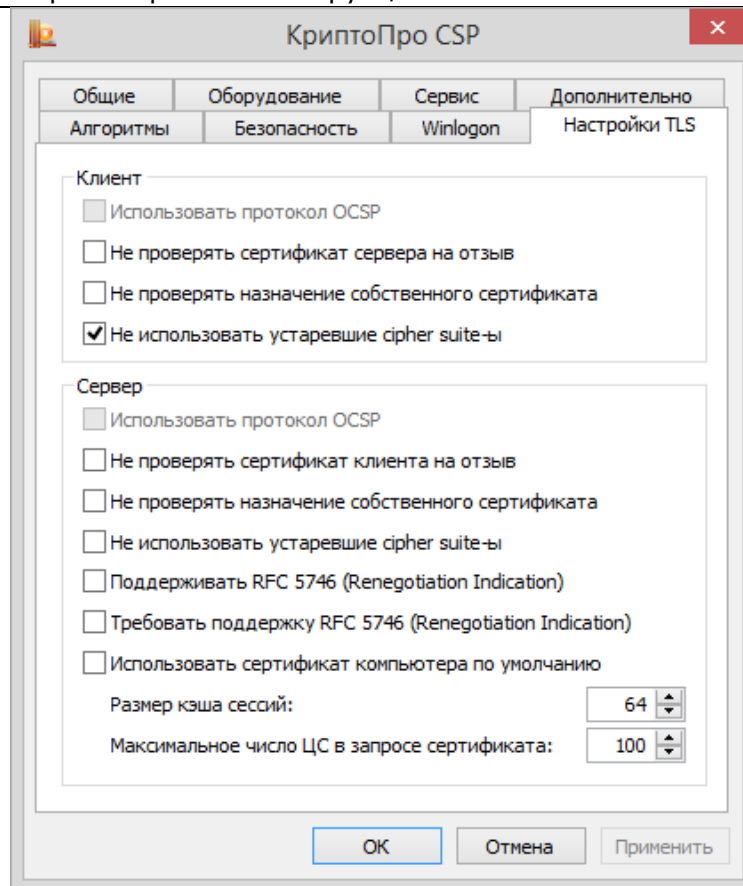 КриптоПро CSP
Общие Оборудование Сервис Дополнительно
Алгоритмы Безопасность Winlogon Настройки TLS
Клиент
Использовать протокол OCSP
Не проверять сертификат сервера на отзыв
Не проверять назначение собственного сертификата
Не использовать устаревшие cipher suite-ы
Сервер
Использовать протокол OCSP
Не проверять сертификат клиента на отзыв
Не проверять назначение собственного сертификата
Не использовать устаревшие cipher suite-ы
Поддерживать RFC 5746 (Renegotiation Indication)
Требовать поддержку RFC 5746 (Renegotiation Indication)
Использовать сертификат компьютера по умолчанию
Размер кэша сессий: 64
Максимальное число ЦС в запросе сертификата: 100
ОК Отмена Применить